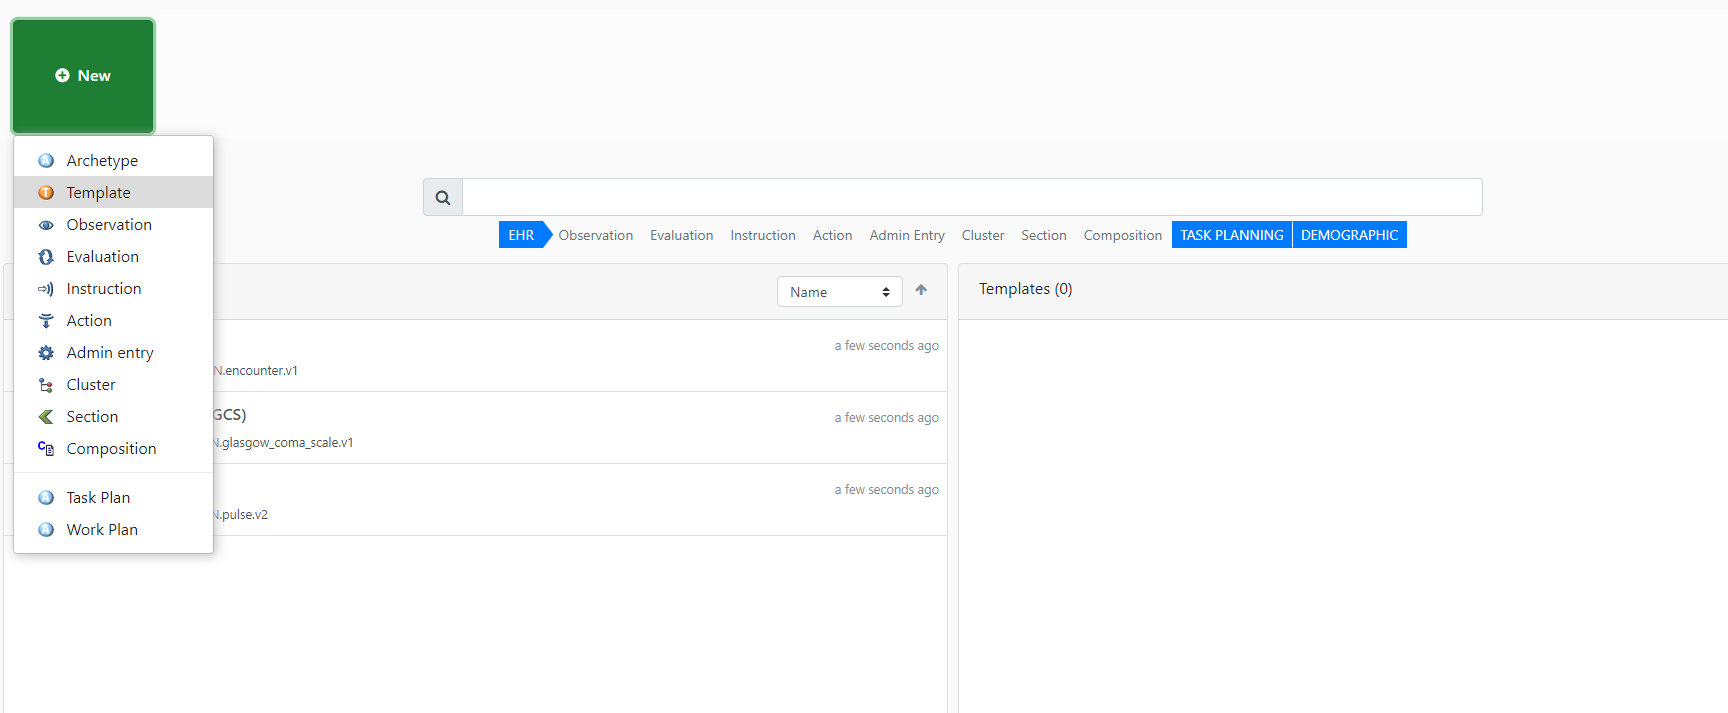 New
Archetype
Template
Observation
Evaluation
Instruction
Action
Admin entry
Cluster
Section
Composition
Task Plan
Work Plan
EHR Observation Evaluation Instruction Action Admin Entry Cluster Section Composition TASK PLANNING DEMOGRAPHIC
Name
a few seconds ago
N.encounter.v1
GCS)
a few seconds ago
N.glasgow_coma_scale.v1
a few seconds ago
N.pulse.v2
Templates (0)